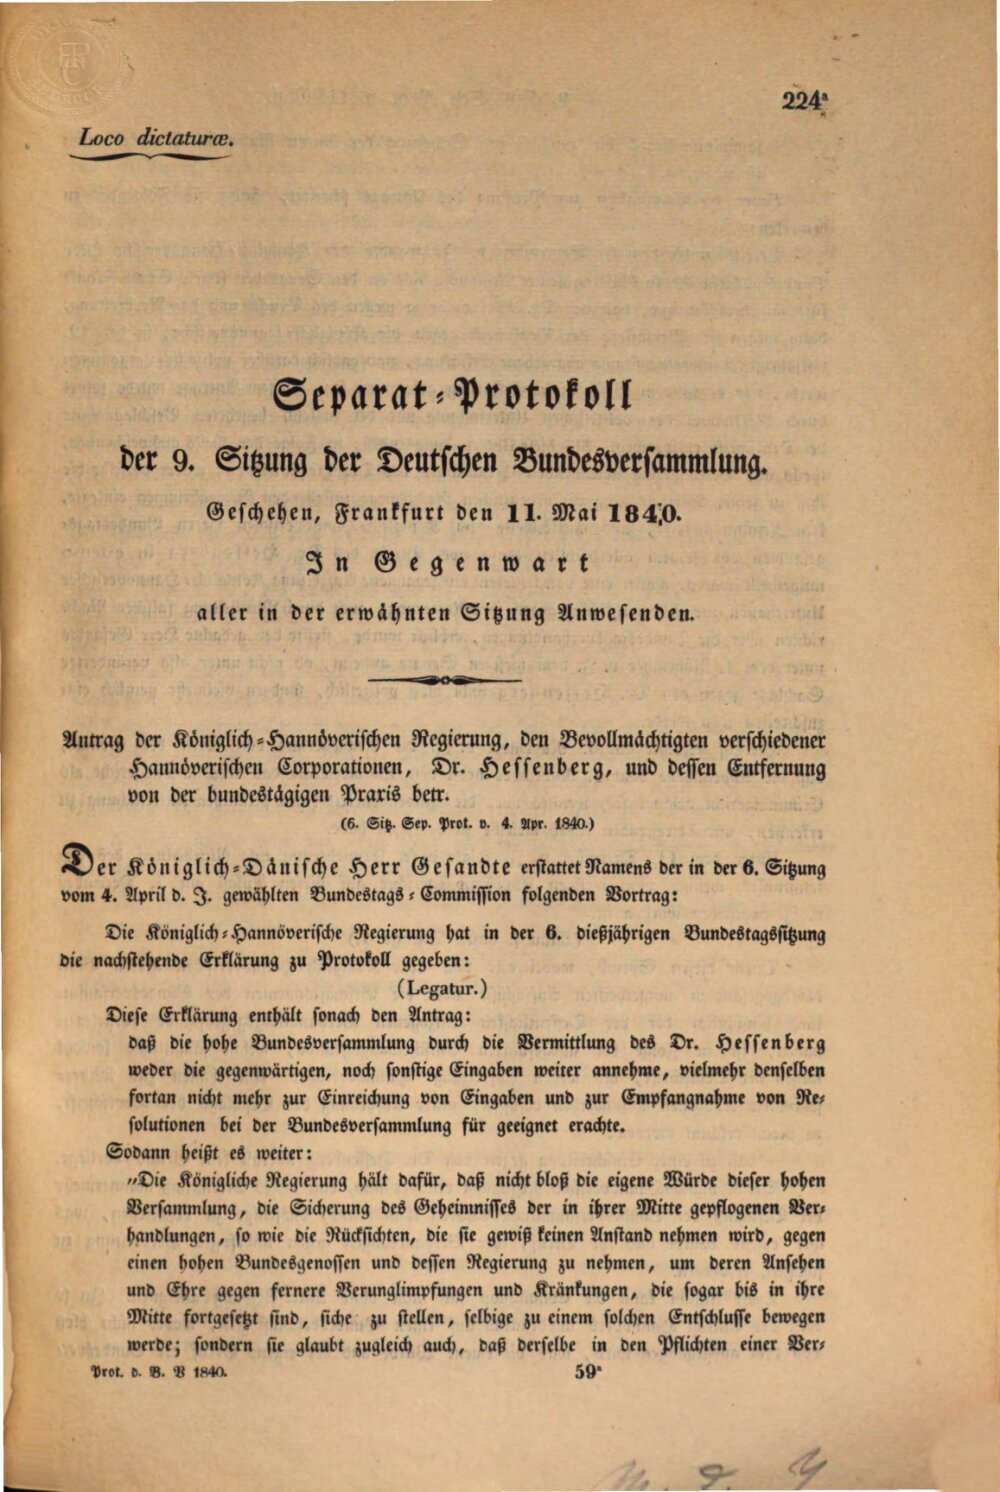 224a
Loco dictaturæ.
Separat-Protokoll
der 9. Sitzung der Deutschen Bundesversammlung.
Geschehen, Frankfurt den 11. Mai 1840.
In Gegenwart
aller in der erwähnten Sitzung Anwesenden.
Antrag der Königlich-Hannöverischen Regierung, den Bevollmächtigten verschiedener
Hannöverischen Corporationen, Dr. Hessenberg, und dessen Entfernung
von der bundestägigen Praxis betr.
(6. Sitz. Sep. Prot. v. 4. Apr. 1840.)
Der Königlich-Dänische Herr Gesandte erstattet Namens der in der 6. Sitzung
vom 4. April d. J. gewählten Bundestags-Commission folgenden Vortrag:
Die Königlich-Hannöverische Regierung hat in der 6. dießjährigen Bundestagssitzung
die nachstehende Erklärung zu Protokoll gegeben:
(Legatur.)
Diese Erklärung enthält sonach den Antrag:
daß die hohe Bundesversammlung durch die Vermittlung des Dr. Hessenberg
weder die gegenwärtigen, noch sonstige Eingaben weiter annehme, vielmehr denselben
fortan nicht mehr zur Einreichung von Eingaben und zur Empfangnahme von Re-
solutionen bei der Bundesversammlung für geeignet erachte.
Sodann heißt es weiter:
„Die Königliche Regierung hält dafür, daß nicht bloß die eigene Würde dieser hohen
Versammlung, die Sicherung des Geheimnisses der in ihrer Mitte gepflogenen Ver-
handlungen, so wie die Rücksichten, die sie gewiß keinen Anstand nehmen wird, gegen
einen hohen Bundesgenossen und dessen Regierung zu nehmen, um deren Ansehen
und Ehre gegen fernere Verunglimpfungen und Kränkungen, die sogar bis in ihre
Mitte fortgesetzt sind, siche zu stellen, selbige zu einem solchen Entschlusse bewegen
werde; sondern sie glaubt zugleich auch, daß derselbe in den Pflichten einer Ver-
Prot. d. B. V 1840.
59a